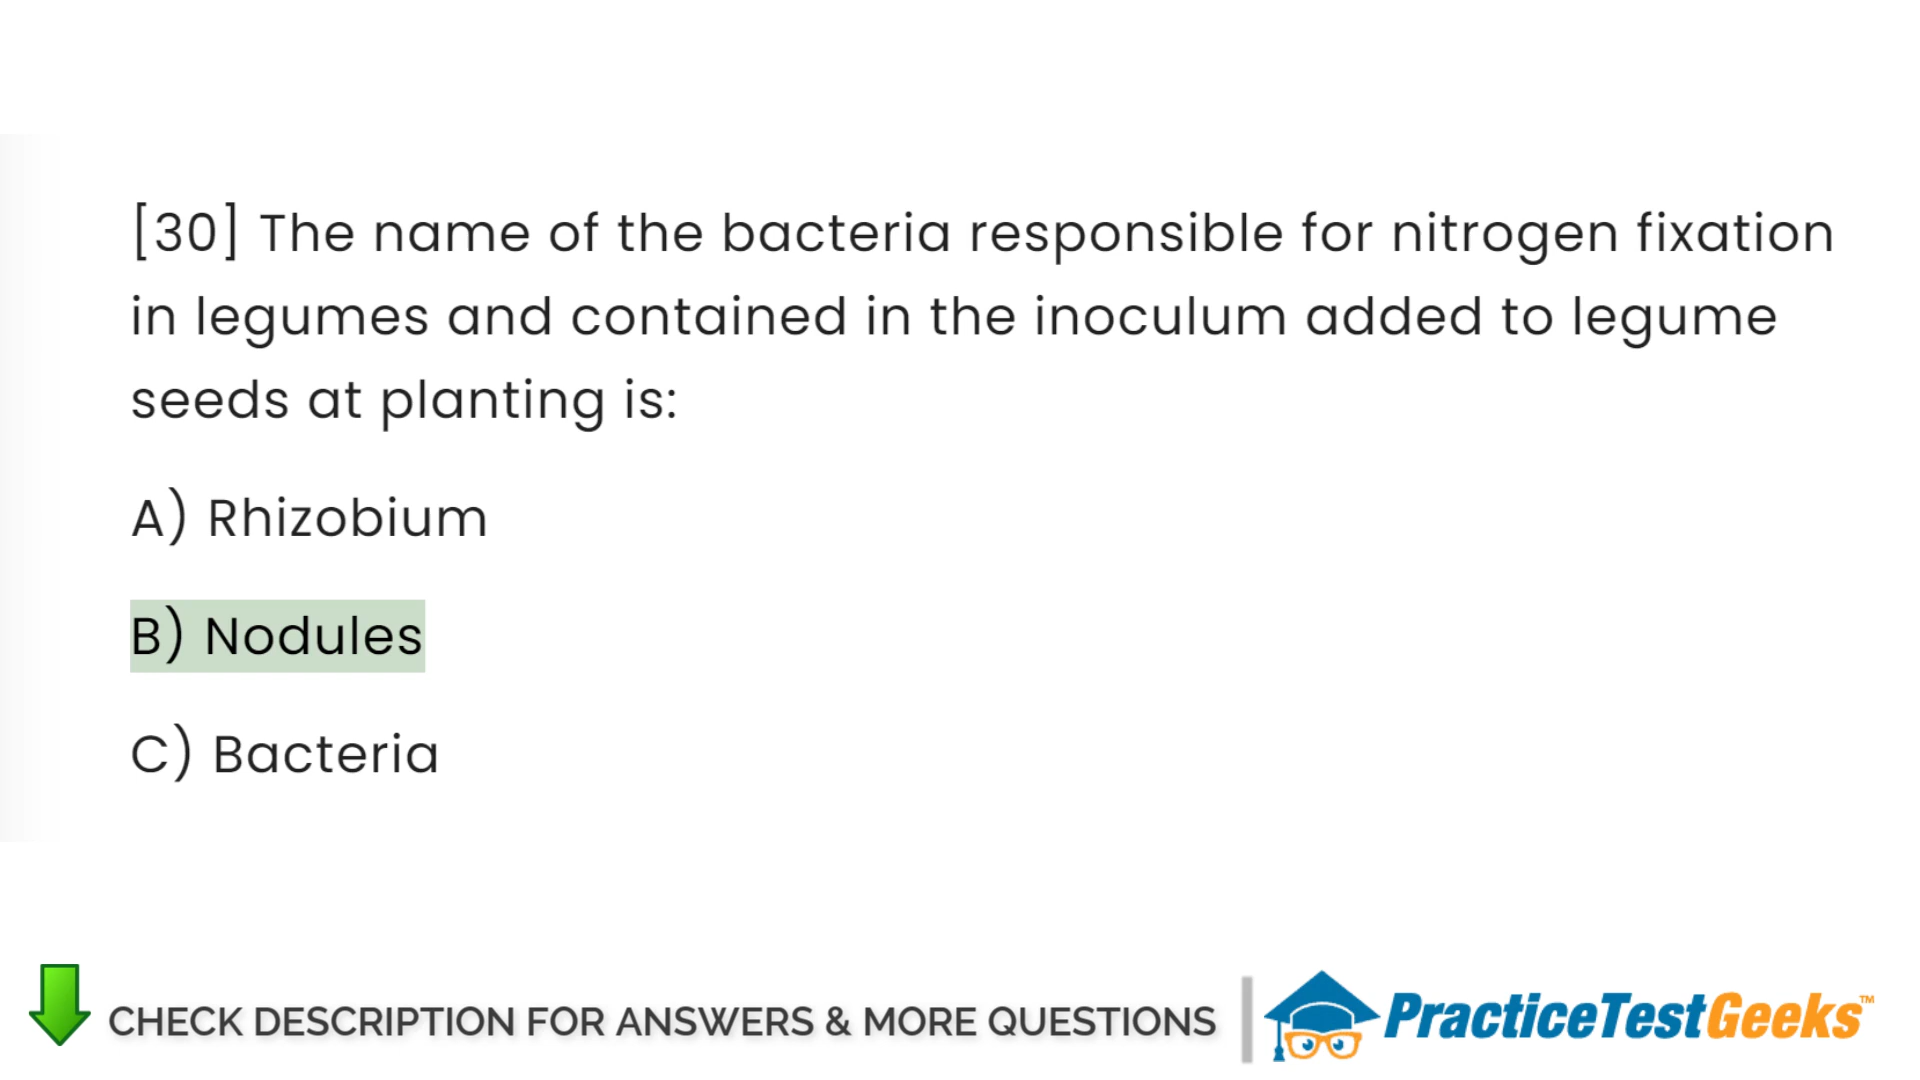 [30] The name of the bacteria responsible for nitrogen fixation
in legumes and contained in the inoculum added to legume
seeds at planting is:
A) Rhizobium
B) Nodules
C) Bacteria
CHECK DESCRIPTION FOR ANSWERS & MORE QUESTIONS
PracticeTestGeeks™